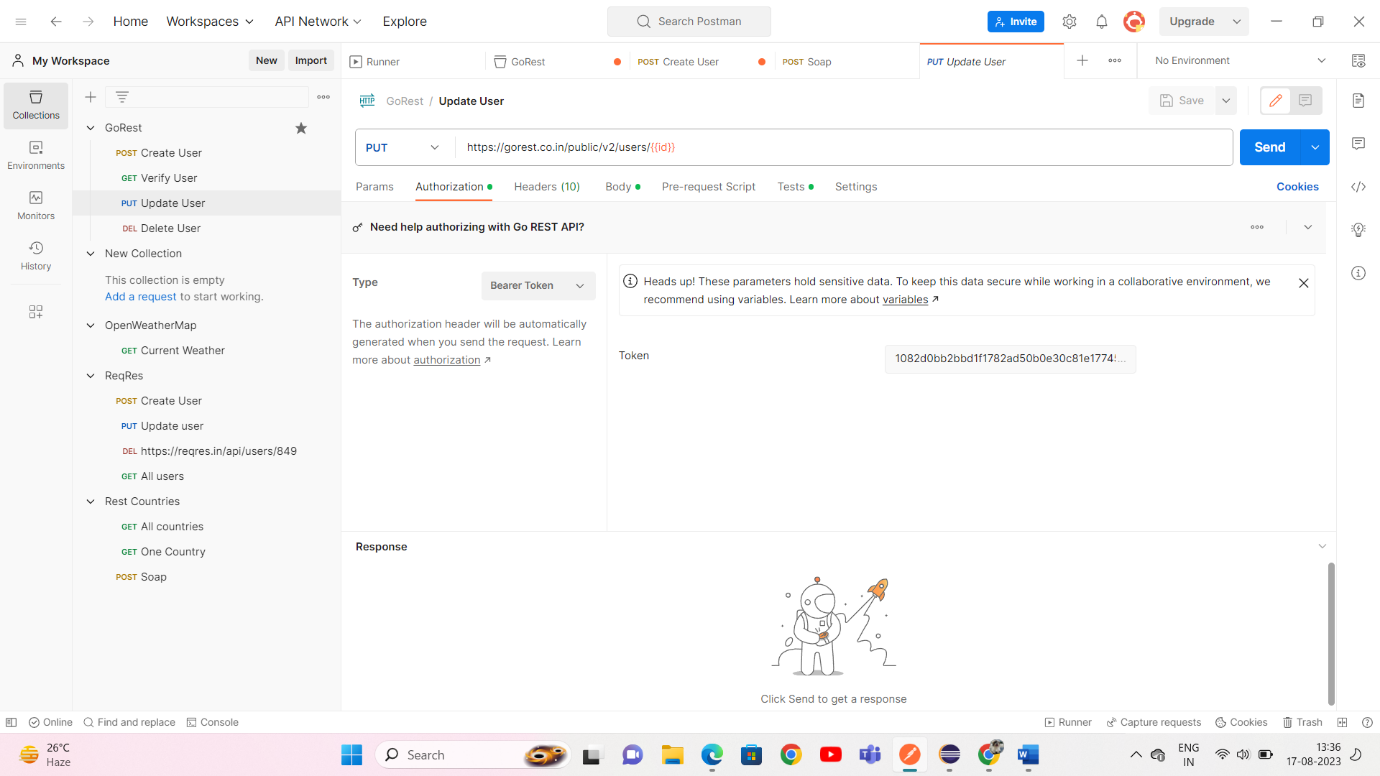 Home
Workspaces
API Network
Explore
Search Postman
Invite
Upgrade
My Workspace
New
Import
Runner
GoRest
POST Create User
POST Soap
PUT Update User
No Environment
Collections
Environments
Monitors
History
GoRest
POST Create User
GET Verify User
PUT Update User
DEL Delete User
New Collection
This collection is empty
Add a request to start working.
OpenWeatherMap
GET Current Weather
ReqRes
POST Create User
PUT Update user
DEL https://reqres.in/api/users/849
GET All users
Rest Countries
GET All countries
GET One Country
POST Soap
HTTP GoRest / Update User
Save
PUT
https://gorest.co.in/public/v2/users/{{id}}
Send
Params
Authorization
Headers (10)
Body
Pre-request Script
Tests
Settings
Cookies
Need help authorizing with Go REST API?
Type
Bearer Token
The authorization header will be automatically
generated when you send the request. Learn
more about authorization ↗
Heads up! These parameters hold sensitive data. To keep this data secure while working in a collaborative environment, we
recommend using variables. Learn more about variables ↗
Token
1082d0bb2bbd1f1782ad50b0e30c81e1774...
Response
Click Send to get a response
Online
Find and replace
Console
Runner
Capture requests
Cookies
Trash
26°C
Haze
Search
ENG
IN
13:36
17-08-2023